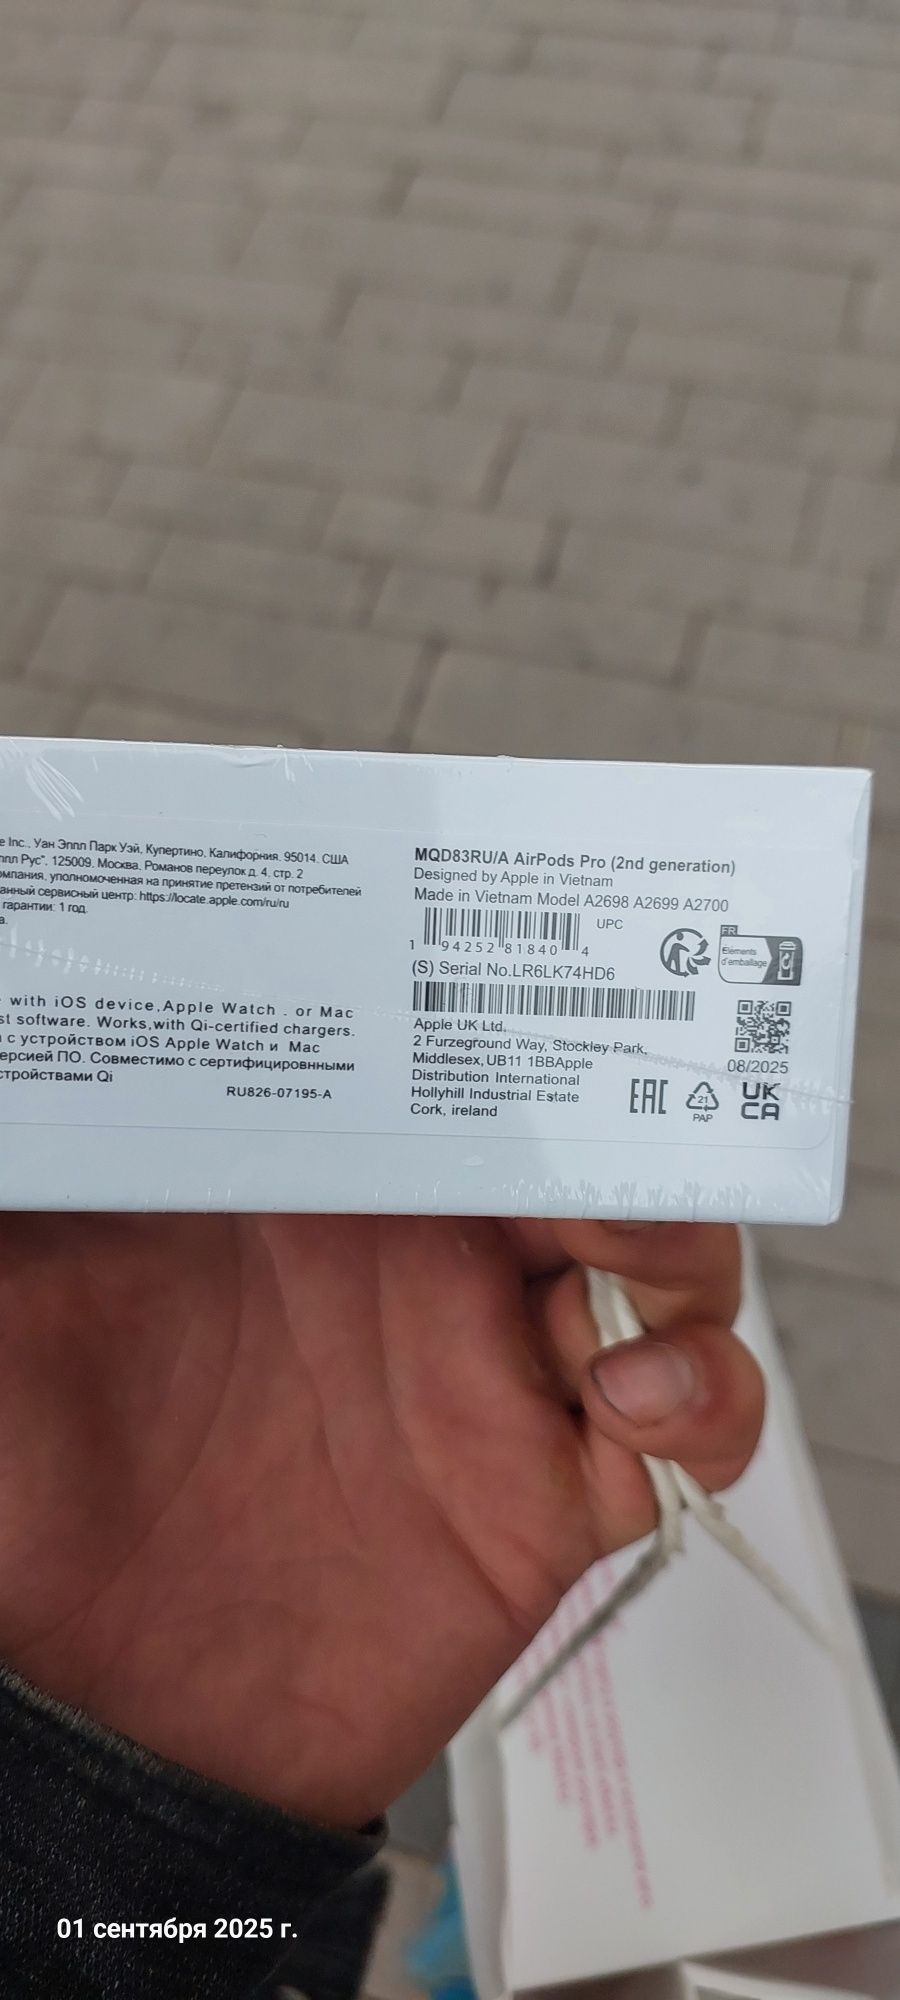 e Inc., Уан Эппл Парк Уэй, Купертино, Калифорния. 95014. США
ппл Рус", 125009, Москва, Романов переулок д. 4, стр. 2
омпания, уполномоченная на принятие претензий от потребителей
анный сервисный центр: https://locate.apple.com/ru/ru
гарантии: 1 год.
а.
with iOS device,Apple Watch . or Mac
st software. Works,with Qi-certified chargers.
с устройством iOS Apple Watch и Mac
ерсией ПО. Совместимо с сертифицировнными
стройствами Qi
RU826-07195-A
MQD83RU/A AirPods Pro (2nd generation)
Designed by Apple in Vietnam
Made in Vietnam Model A2698 A2699 A2700
UPC
1 94252 81840 4
(S) Serial No.LR6LK74HD6
FR
Éléments
d'emballage
Apple UK Ltd.
2 Furzeground Way, Stockley Park,
Middlesex,UB11 1BBApple
Distribution International
Hollyhill Industrial Estate
Cork, ireland
08/2025
EAC
21
PAP
UK
CA
01 сентября 2025 г.